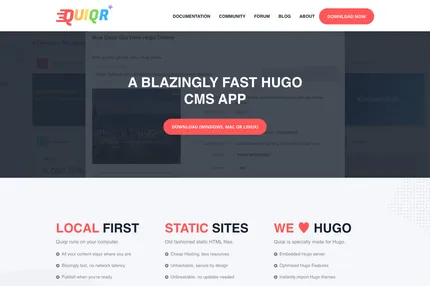 QUIQR
DOCUMENTATION COMMUNITY FORUM BLOG ABOUT DOWNLOAD NOW
A BLAZINGLY FAST HUGO
CMS APP
DOWNLOAD (WINDOWS, MAC OR LINUX)
LOCAL FIRST
Quiqr runs on your computer.
All your content stays where you are
Blazingly fast, no network latency
Publish when you're ready
STATIC SITES
Old fashioned static HTML files.
Cheap Hosting, less resources
Unhackable, secure by design
Unbreakable, no updates needed
WE ♥ HUGO
Quiqr is specially made for Hugo.
Embedded Hugo server
Optimised Hugo Features
Instantly import Hugo themes